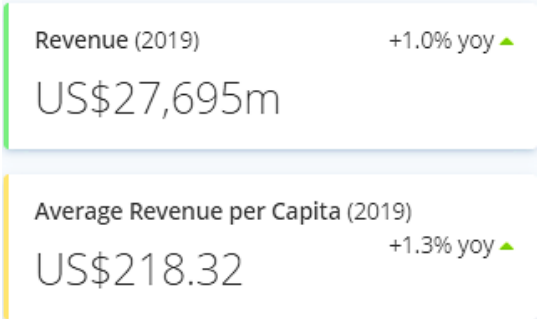 Revenue (2019) +1.0% yoy
US$27,695m
Average Revenue per Capita (2019)
+1.3% yoy
US$218.32